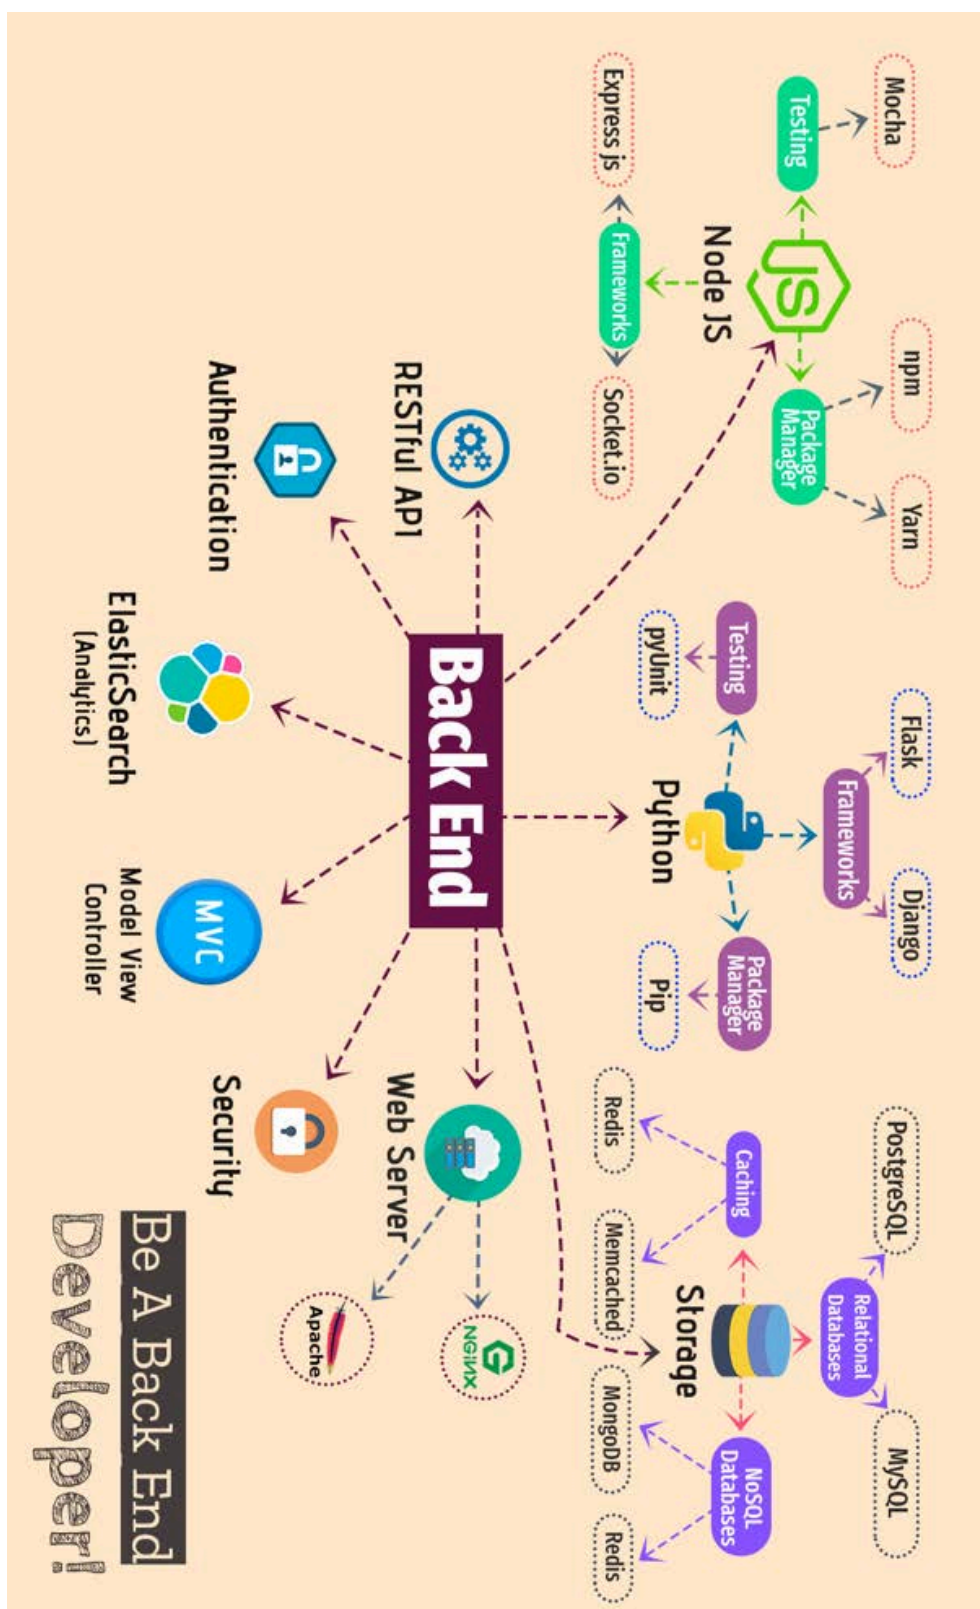 Mocha
npm
Yarn
Testing
JS
Package
Manager
Node JS
Express js
Frameworks
Socket.io
Flask
Django
Frameworks
Testing
pyUnit
Python
Package
Manager
Pip
PostgreSQL
MySQL
Relational
Databases
Caching
Storage
NoSQL
Databases
Redis
Memcached
MongoDB
Redis
Back End
RESTful API
Authentication
ElasticSearch
(Analytics)
MVC
Model View
Controller
Security
Web Server
NGiNX
Apache
Be A Back End
Developer!